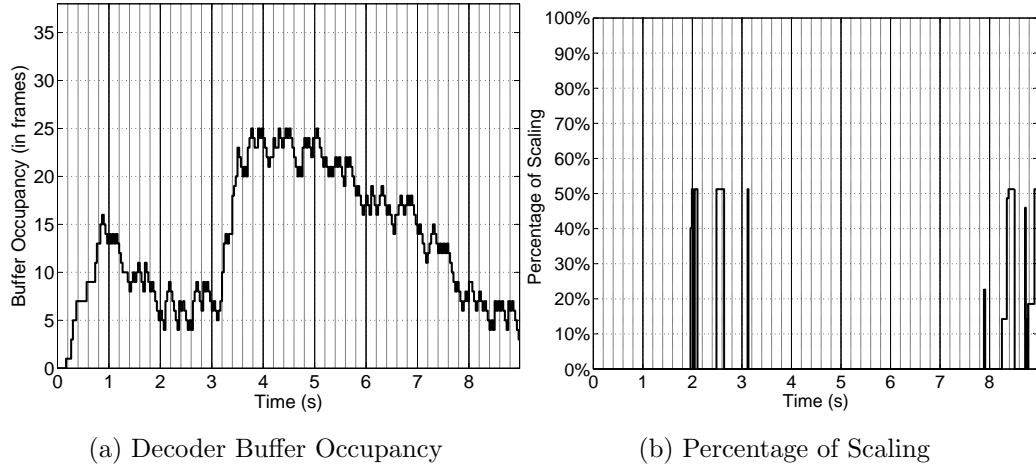 35
30
25
20
15
10
5
0
Buffer Occupancy (in frames)
0 1 2 3 4 5 6 7 8
Time (s)
(a) Decoder Buffer Occupancy
100%
90%
80%
70%
60%
50%
40%
30%
20%
10%
0%
Percentage of Scaling
0 1 2 3 4 5 6 7 8
Time (s)
(b) Percentage of Scaling